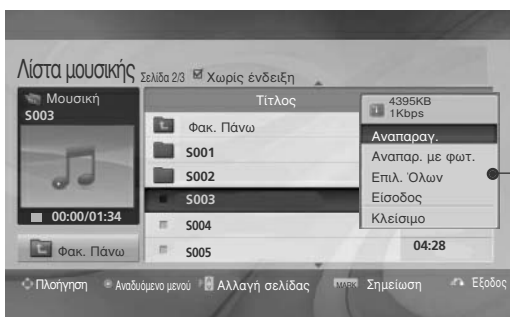 Λίστα μουσικής Σελίδα 2/3 Χωρίς ένδειξη
Μουσική
S003
00:00/01:34
Φακ. Πάνω
Τίτλος
Φακ. Πάνω
S001
S002
S003
S004
S005
04:28
4395KB
1Kbps
Αναπαραγ.
Αναπαρ. με φωτ.
Επιλ. Όλων
Είσοδος
Κλείσιμο
Πλοήγηση Αναδυόμενο μενού Αλλαγή σελίδας MARK Σημείωση Εξοδος